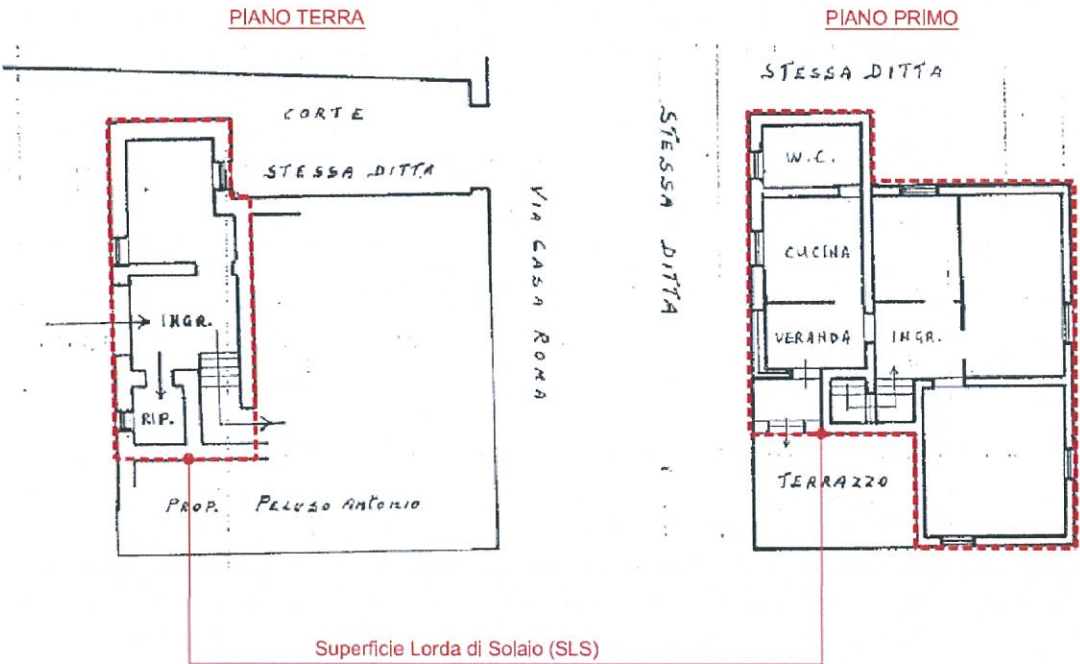 PIANO TERRA
PIANO PRIMO
CORTE
STESSA DITTA
VIA CASA ROMA
INGR.
RIP.
PROP. PELUSO ANTONIO
STESSA DITTA
STESSA DITTA
W.C.
CUCINA
VERANDA
INGR.
TERRAZZO
Superficie Lorda di Solaio (SLS)